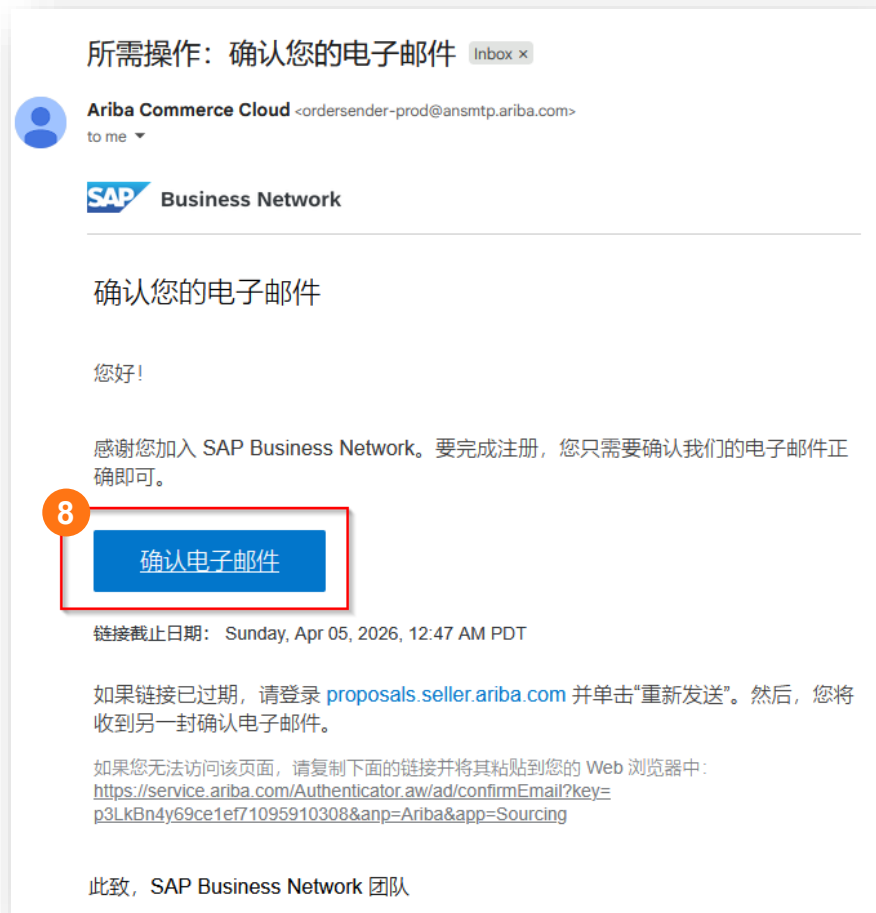 所需操作：确认您的电子邮件 Inbox ×
Ariba Commerce Cloud <ordersender-prod@ansmtp.ariba.com>
to me
SAP Business Network
确认您的电子邮件
您好！
感谢您加入 SAP Business Network。要完成注册，您只需要确认我们的电子邮件正
确即可。
8
确认电子邮件
链接截止日期： Sunday, Apr 05, 2026, 12:47 AM PDT
如果链接已过期，请登录 proposals.seller.ariba.com 并单击“重新发送”。然后，您将
收到另一封确认电子邮件。
如果您无法访问该页面，请复制下面的链接并将其粘贴到您的 Web 浏览器中：
https://service.ariba.com/Authenticator.aw/ad/confirmEmail?key=
p3LkBn4y69ce1ef71095910308&anp=Ariba&app=Sourcing
此致，SAP Business Network 团队